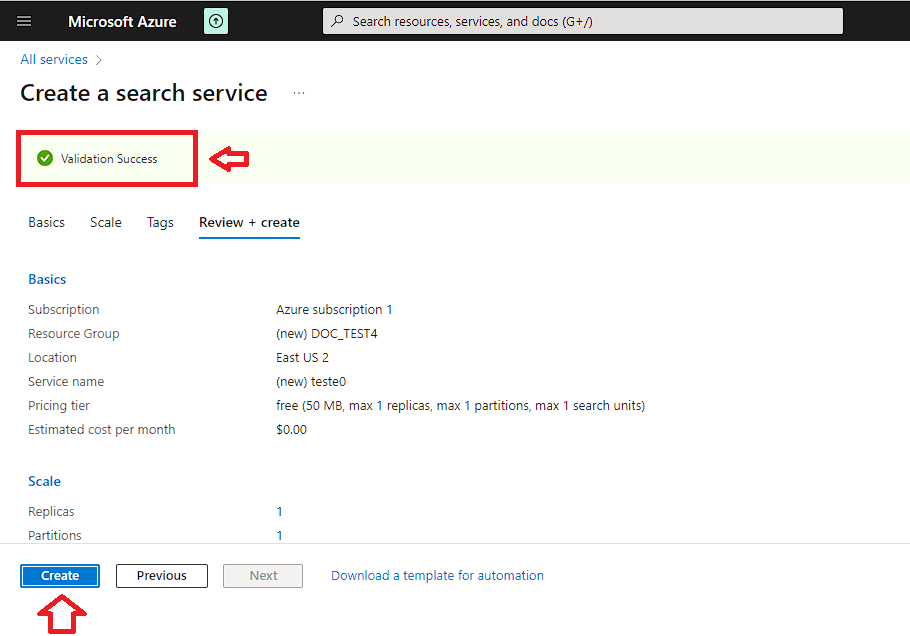 Microsoft Azure
Search resources, services, and docs (G+/)
All services >
Create a search service ...
Validation Success
Basics Scale Tags Review + create
Basics
Subscription Azure subscription 1
Resource Group (new) DOC_TEST4
Location East US 2
Service name (new) teste0
Pricing tier free (50 MB, max 1 replicas, max 1 partitions, max 1 search units)
Estimated cost per month $0.00
Scale
Replicas 1
Partitions 1
Create Previous Next Download a template for automation